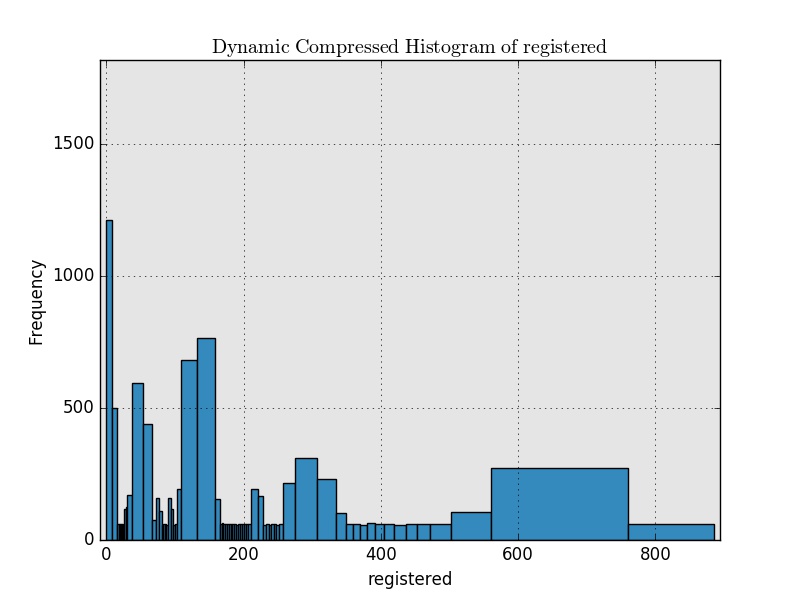 Dynamic Compressed Histogram of registered
1500
1000
500
0
Frequency
0 200 400 600 800
registered